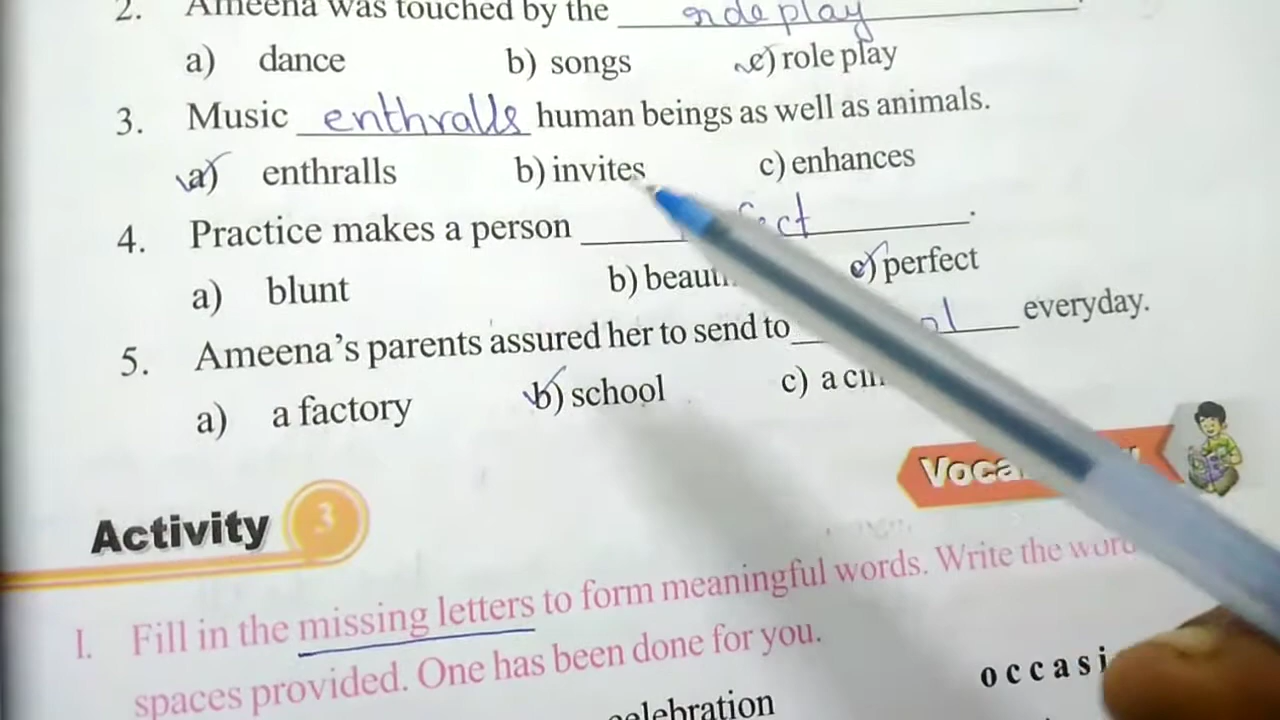 2. Ameena was touched by the role play
a) dance b) songs c) role play
3. Music enthralls human beings as well as animals.
a) enthralls b) invites c) enhances
4. Practice makes a person .
a) blunt b) c) perfect
5. Ameena's parents assured her to send to everyday.
a) a factory b) school c) a
Vocabulary
Activity 3
I. Fill in the missing letters to form meaningful words. Write the
spaces provided. One has been done for you.
celebration occasi